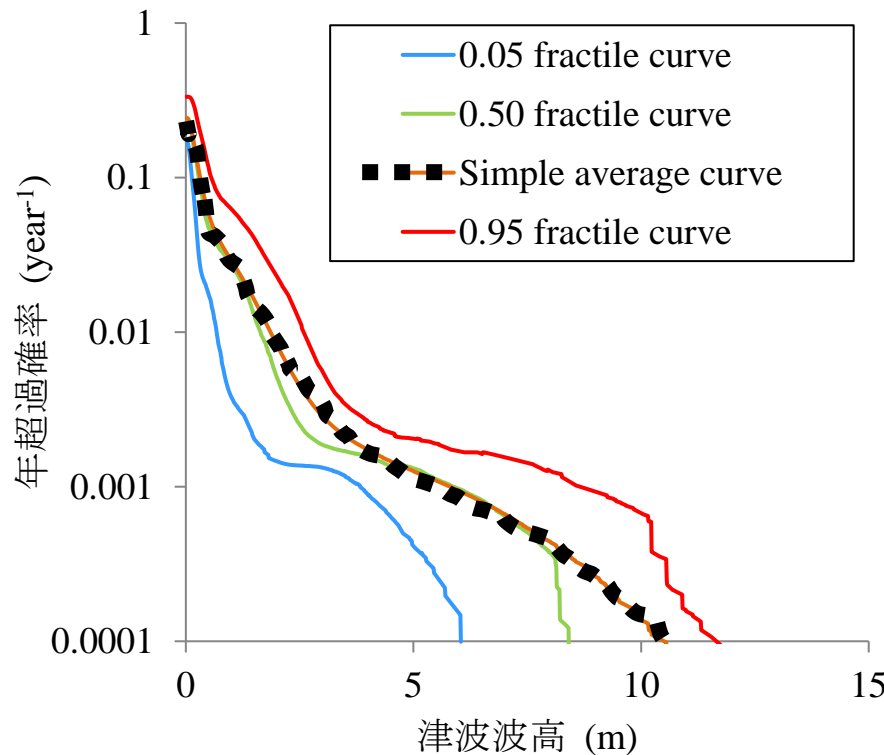 1
0.1
0.01
0.001
0.0001
年超過確率 (year-1)
0.05 fractile curve
0.50 fractile curve
Simple average curve
0.95 fractile curve
0 5 10 15
津波波高 (m)